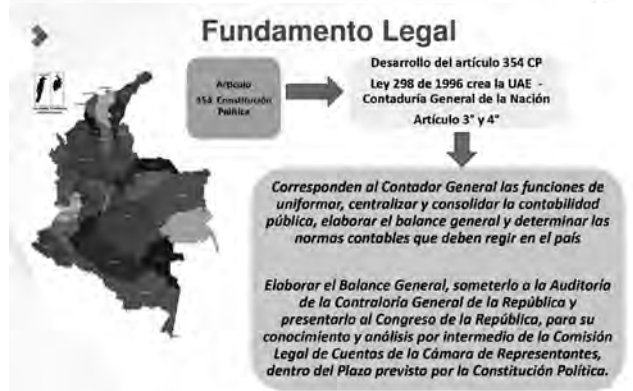 Fundamento Legal
Artículo
354 Constitución
Política
Desarrollo del artículo 354 CP
Ley 298 de 1996 crea la UAE -
Contaduría General de la Nación
Artículo 3° y 4°
Corresponden al Contador General las funciones de
uniformar, centralizar y consolidar la contabilidad
pública, elaborar el balance general y determinar las
normas contables que deben regir en el país
Elaborar el Balance General, someterlo a la Auditoría
de la Contraloría General de la República y
presentarlo al Congreso de la República, para su
conocimiento y análisis por intermedio de la Comisión
Legal de Cuentas de la Cámara de Representantes,
dentro del Plazo previsto por la Constitución Política.